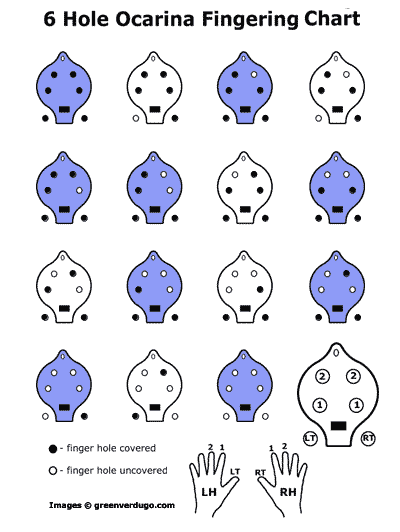 6 Hole Ocarina Fingering Chart
2 2
1 1
LT RT
- finger hole covered
- finger hole uncovered
2 1
1 2
LT RT
LH RH
Images © greenverdugo.com